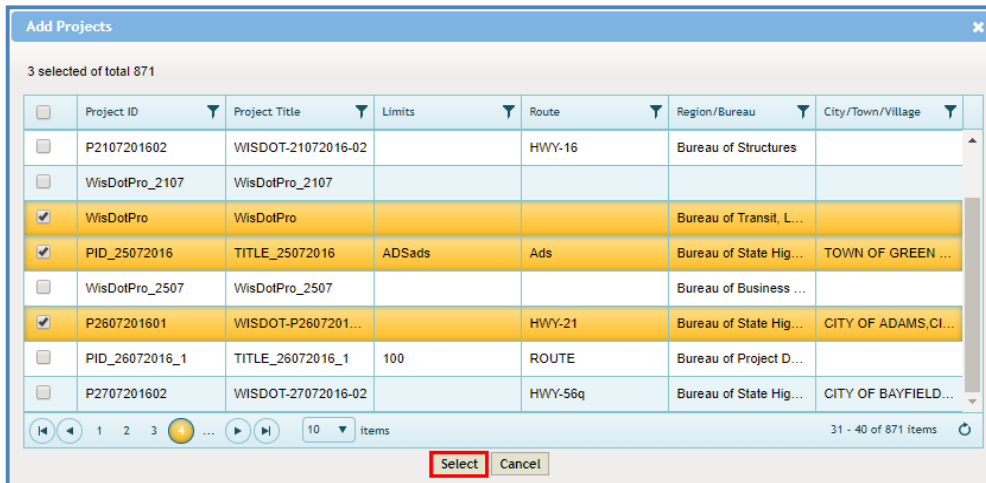 Add Projects
3 selected of total 871
Project ID Project Title Limits Route Region/Bureau City/Town/Village
P2107201602 WISDOT-21072016-02 HWY-16 Bureau of Structures
WisDotPro_2107 WisDotPro_2107
WisDotPro WisDotPro Bureau of Transit, L...
PID_25072016 TITLE_25072016 ADSads Ads Bureau of State Hig... TOWN OF GREEN ...
WisDotPro_2507 WisDotPro_2507 Bureau of Business ...
P2607201601 WISDOT-P2607201... HWY-21 Bureau of State Hig... CITY OF ADAMS,CI...
PID_26072016_1 TITLE_26072016_1 100 ROUTE Bureau of Project D...
P2707201602 WISDOT-27072016-02 HWY-56q Bureau of State Hig... CITY OF BAYFIELD...
1 2 3 4 ... 10 items 31 - 40 of 871 items
Select Cancel